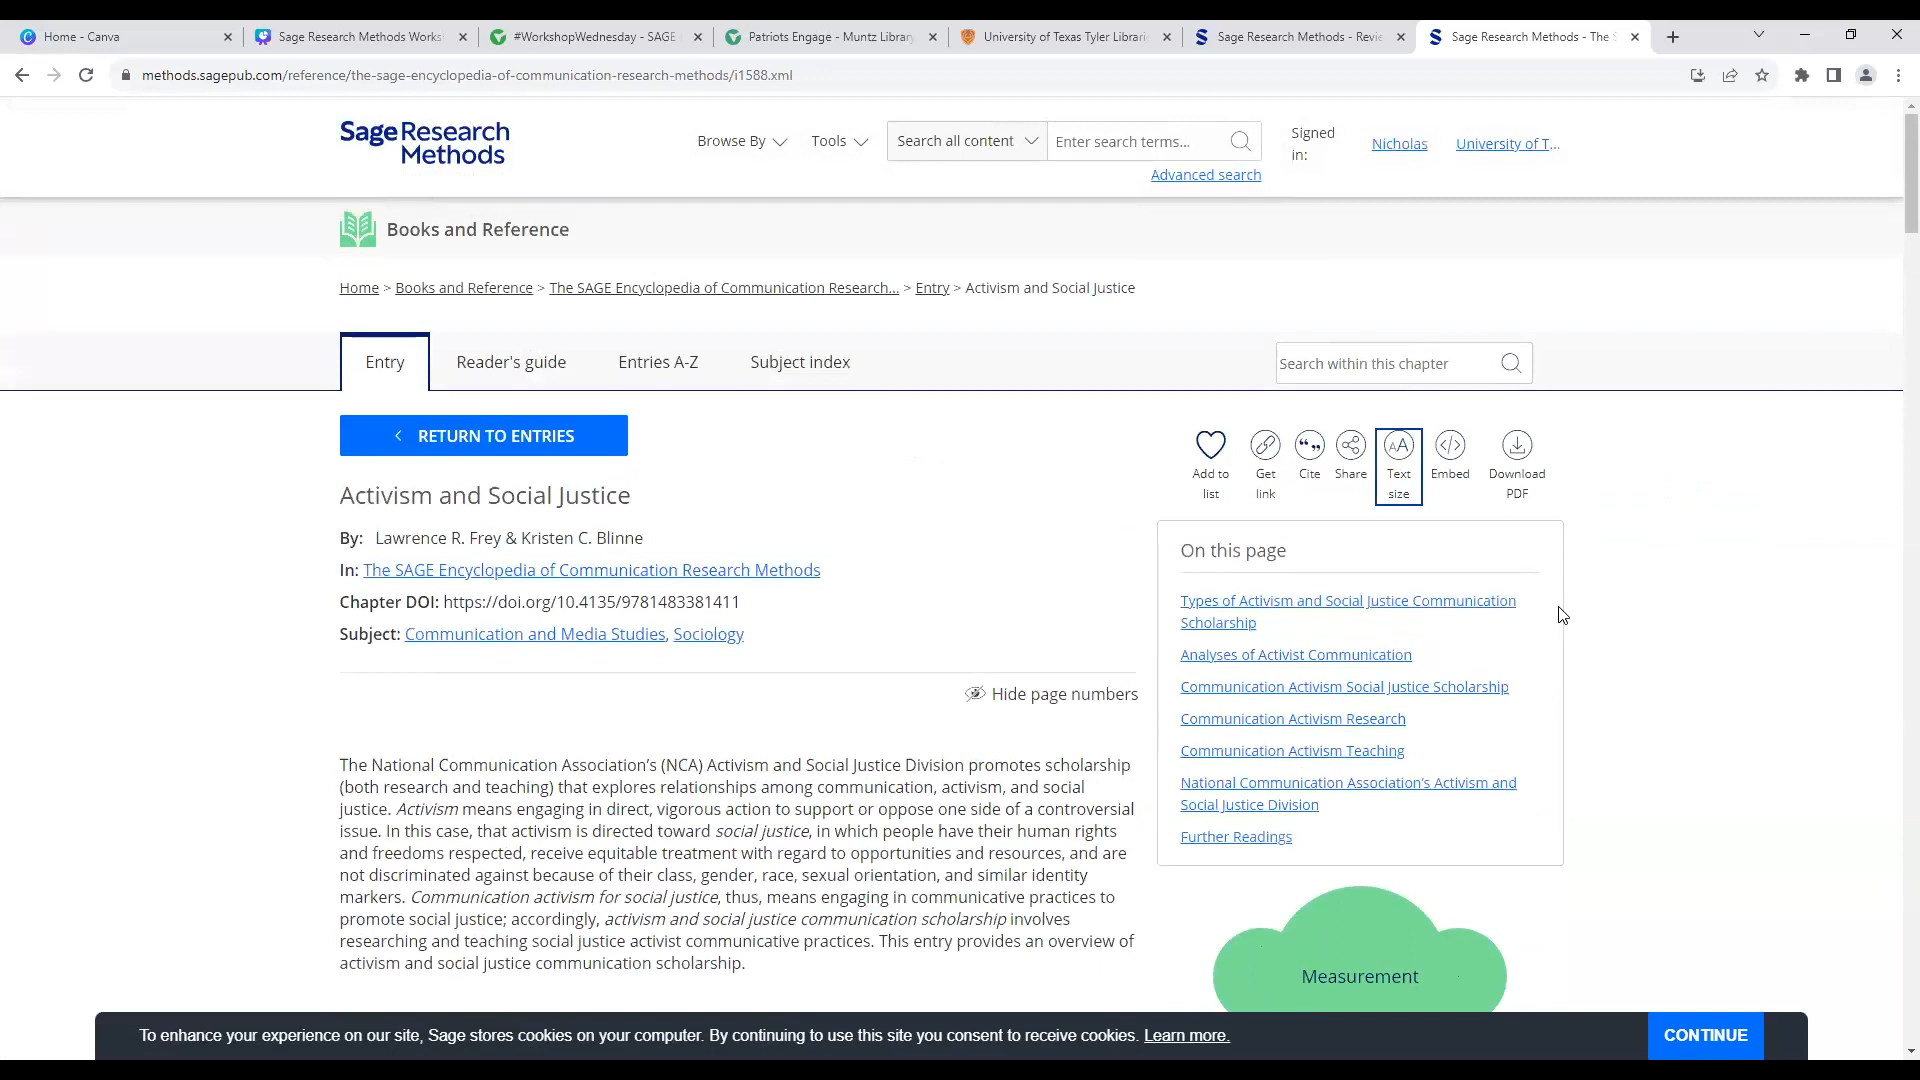 Home - Canva
Sage Research Methods Works
#WorkshopWednesday - SAGE
Patriots Engage - Muntz Library
University of Texas Tyler Librari
Sage Research Methods - Revie
Sage Research Methods - The S
methods.sagepub.com/reference/the-sage-encyclopedia-of-communication-research-methods/i1588.xml
Sage Research
Methods
Browse By
Tools
Search all content
Enter search terms...
Advanced search
Signed
in:
Nicholas
University of T...
Books and Reference
Home > Books and Reference > The SAGE Encyclopedia of Communication Research... > Entry > Activism and Social Justice
Entry
Reader's guide
Entries A-Z
Subject index
Search within this chapter
RETURN TO ENTRIES
Add to
list
Get
link
Cite
Share
AA
Text
size
Embed
Download
PDF
Activism and Social Justice
By: Lawrence R. Frey & Kristen C. Blinne
In: The SAGE Encyclopedia of Communication Research Methods
Chapter DOI: https://doi.org/10.4135/9781483381411
Subject: Communication and Media Studies, Sociology
Hide page numbers
On this page
Types of Activism and Social Justice Communication
Scholarship
Analyses of Activist Communication
Communication Activism Social Justice Scholarship
Communication Activism Research
Communication Activism Teaching
National Communication Association's Activism and
Social Justice Division
Further Readings
The National Communication Association's (NCA) Activism and Social Justice Division promotes scholarship
(both research and teaching) that explores relationships among communication, activism, and social
justice. Activism means engaging in direct, vigorous action to support or oppose one side of a controversial
issue. In this case, that activism is directed toward social justice, in which people have their human rights
and freedoms respected, receive equitable treatment with regard to opportunities and resources, and are
not discriminated against because of their class, gender, race, sexual orientation, and similar identity
markers. Communication activism for social justice, thus, means engaging in communicative practices to
promote social justice; accordingly, activism and social justice communication scholarship involves
researching and teaching social justice activist communicative practices. This entry provides an overview of
activism and social justice communication scholarship.
Measurement
To enhance your experience on our site, Sage stores cookies on your computer. By continuing to use this site you consent to receive cookies. Learn more.
CONTINUE